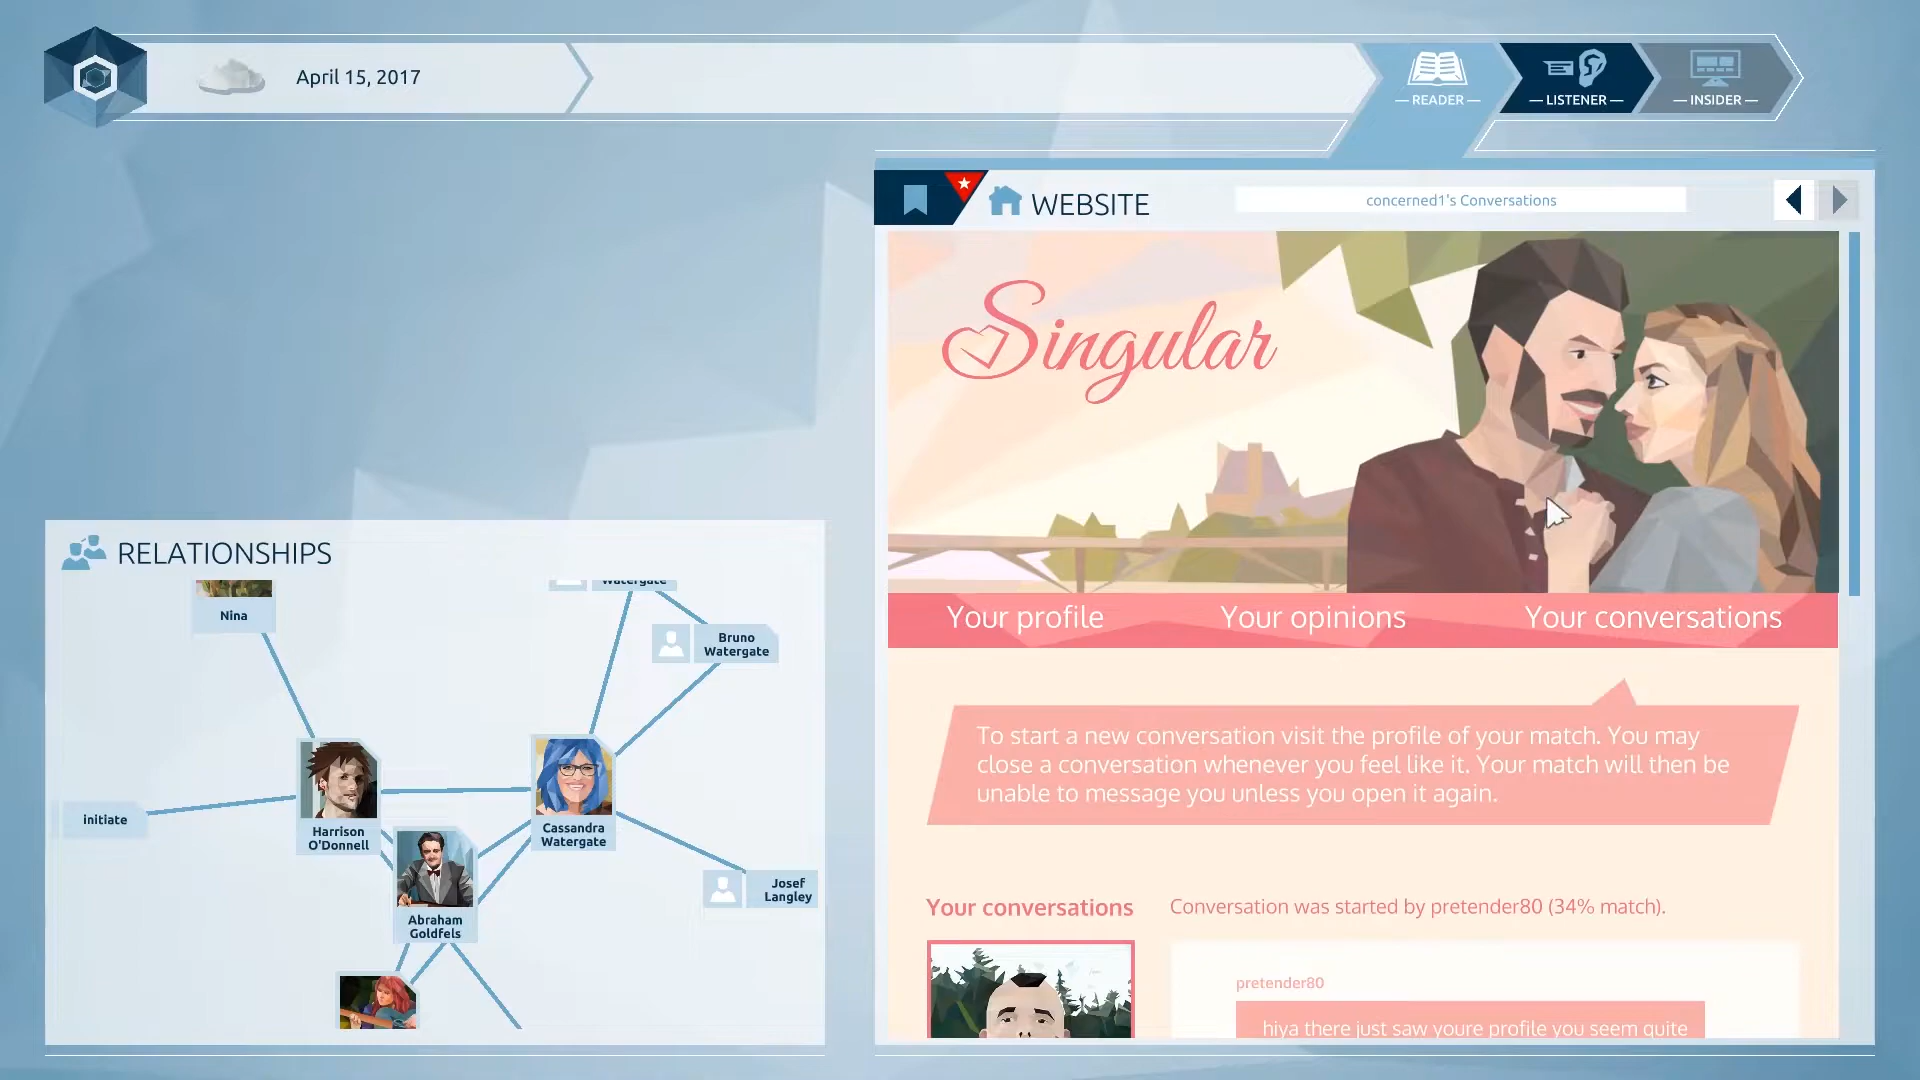 April 15, 2017
READER
LISTENER
INSIDER
WEBSITE
concerned1's Conversations
Singular
Your profile
Your opinions
Your conversations
To start a new conversation visit the profile of your match. You may
close a conversation whenever you feel like it. Your match will then be
unable to message you unless you open it again.
Your conversations
Conversation was started by pretender80 (34% match).
pretender80
hiya there just saw youre profile you seem quite
RELATIONSHIPS
Nina
Watergate
Bruno
Watergate
initiate
Harrison
O'Donnell
Cassandra
Watergate
Abraham
Goldfels
Josef
Langley